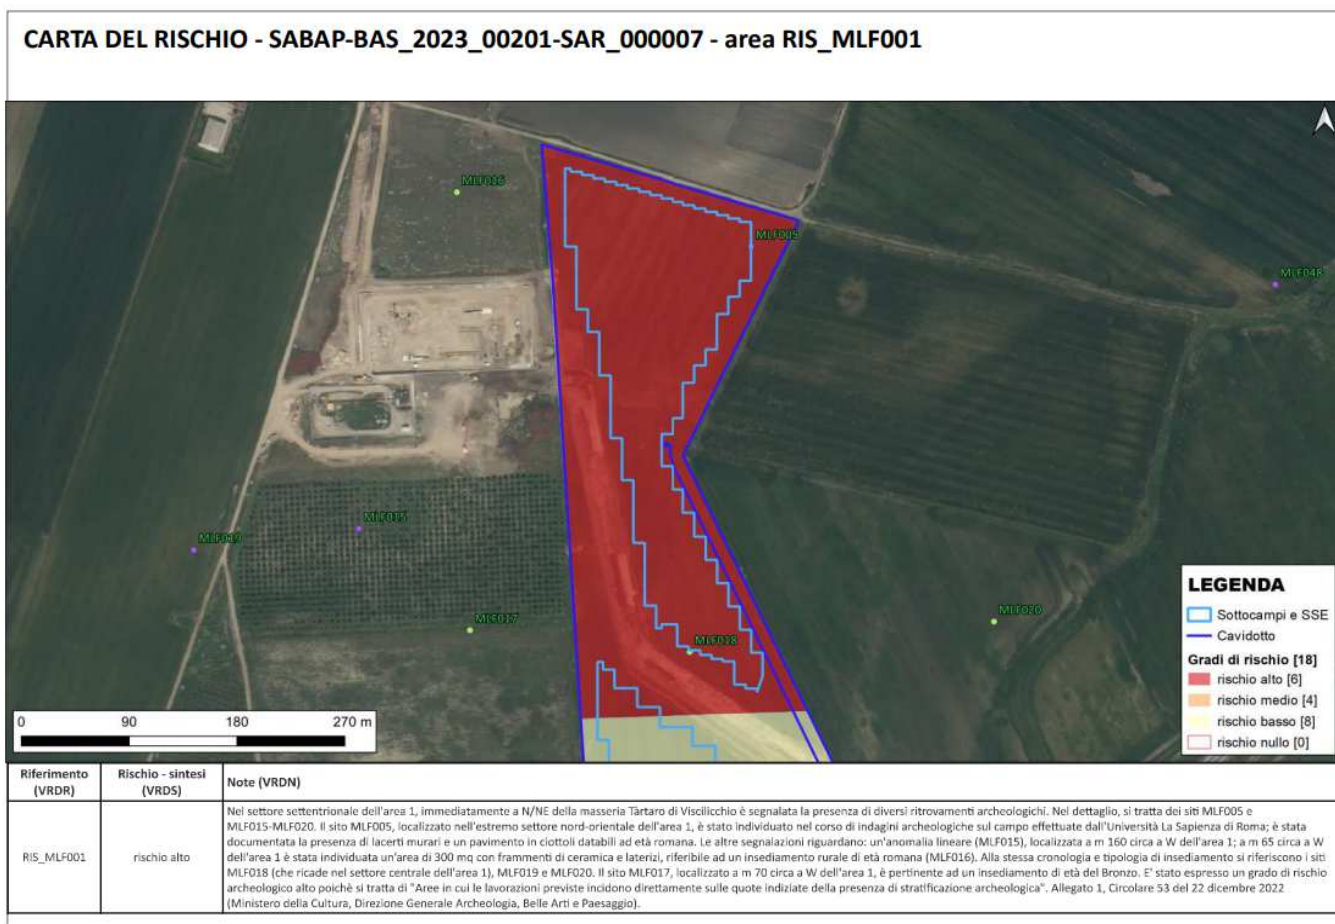 CARTA DEL RISCHIO - SABAP-BAS_2023_00201-SAR_000007 - area RIS_MLF001
MLF016
MLF005
MLF048
MLF015
MLF019
MLF017
MLF018
MLF020
LEGENDA
Sottocampi e SSE
Cavidotto
Gradi di rischio [18]
rischio alto [6]
rischio medio [4]
rischio basso [8]
rischio nullo [0]
0 90 180 270 m
Riferimento (VRDR)
Rischio - sintesi (VRDS)
Note (VRDN)
RIS_MLF001
rischio alto
Nel settore settentrionale dell'area 1, immediatamente a N/NE della masseria Tàrtaro di Viscilicchio è segnalata la presenza di diversi ritrovamenti archeologici. Nel dettaglio, si tratta dei siti MLF005 e
MLF015-MLF020. Il sito MLF005, localizzato nell'estremo settore nord-orientale dell'area 1, è stato individuato nel corso di indagini archeologiche sul campo effettuate dall'Università La Sapienza di Roma; è stata
documentata la presenza di lacerti murari e un pavimento in ciottoli databili ad età romana. Le altre segnalazioni riguardano: un'anomalia lineare (MLF015), localizzata a m 160 circa a W dell'area 1; a m 65 circa a W
dell'area 1 è stata individuata un'area di 300 mq con frammenti di ceramica e laterizi, riferibile ad un insediamento rurale di età romana (MLF016). Alla stessa cronologia e tipologia di insediamento si riferiscono i siti
MLF018 (che ricade nel settore centrale dell'area 1), MLF019 e MLF020. Il sito MLF017, localizzato a m 70 circa a W dell'area 1, è pertinente ad un insediamento di età del Bronzo. E' stato espresso un grado di rischio
archeologico alto poichè si tratta di "Aree in cui le lavorazioni previste incidono direttamente sulle quote indiziate della presenza di stratificazione archeologica". Allegato 1, Circolare 53 del 22 dicembre 2022
(Ministero della Cultura, Direzione Generale Archeologia, Belle Arti e Paesaggio).